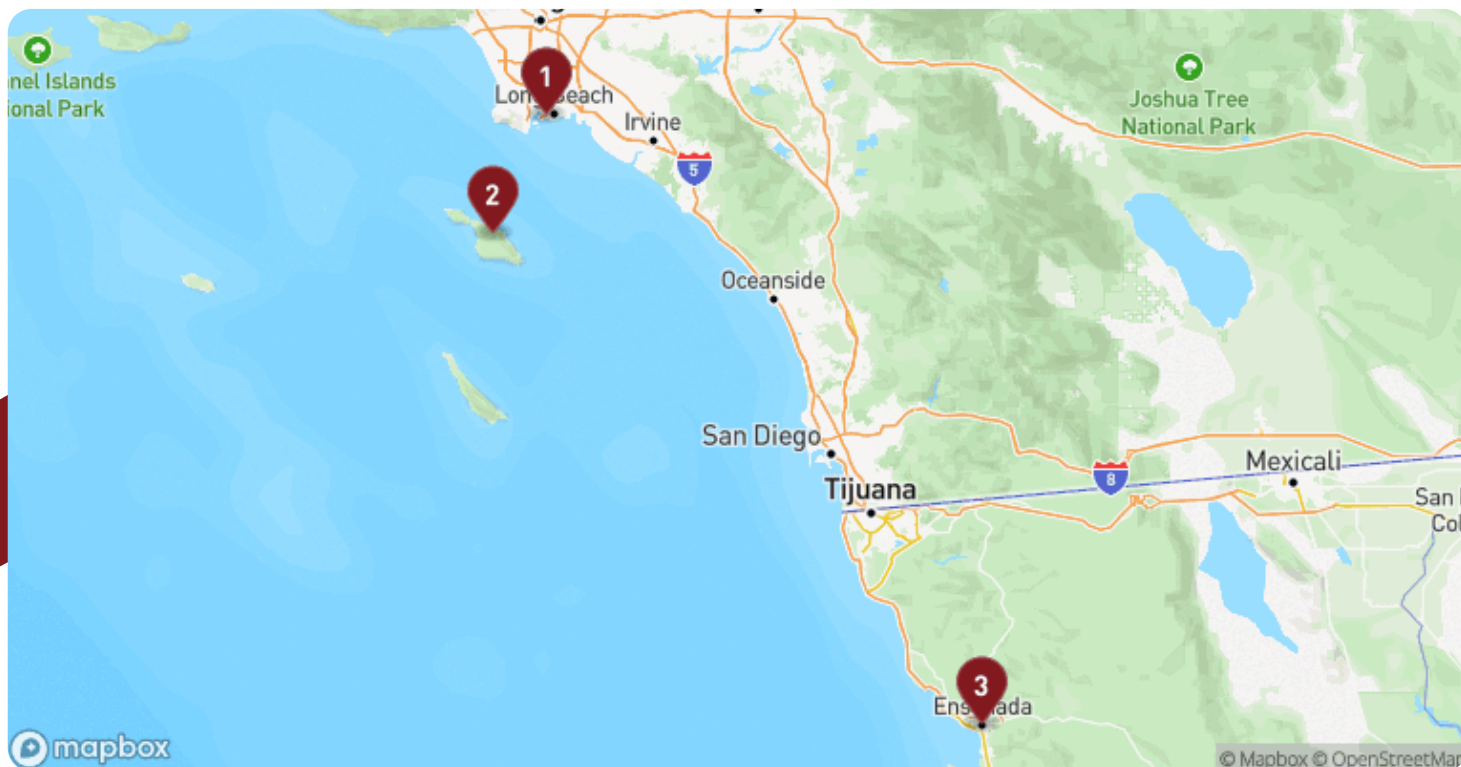 1
Long Beach
nel Islands
ional Park
Irvine
Joshua Tree
National Park
5
2
Oceanside
San Diego
Mexicali
8
Tijuana
San
Col
3
Ensenada
mapbox
© Mapbox © OpenStreetMap